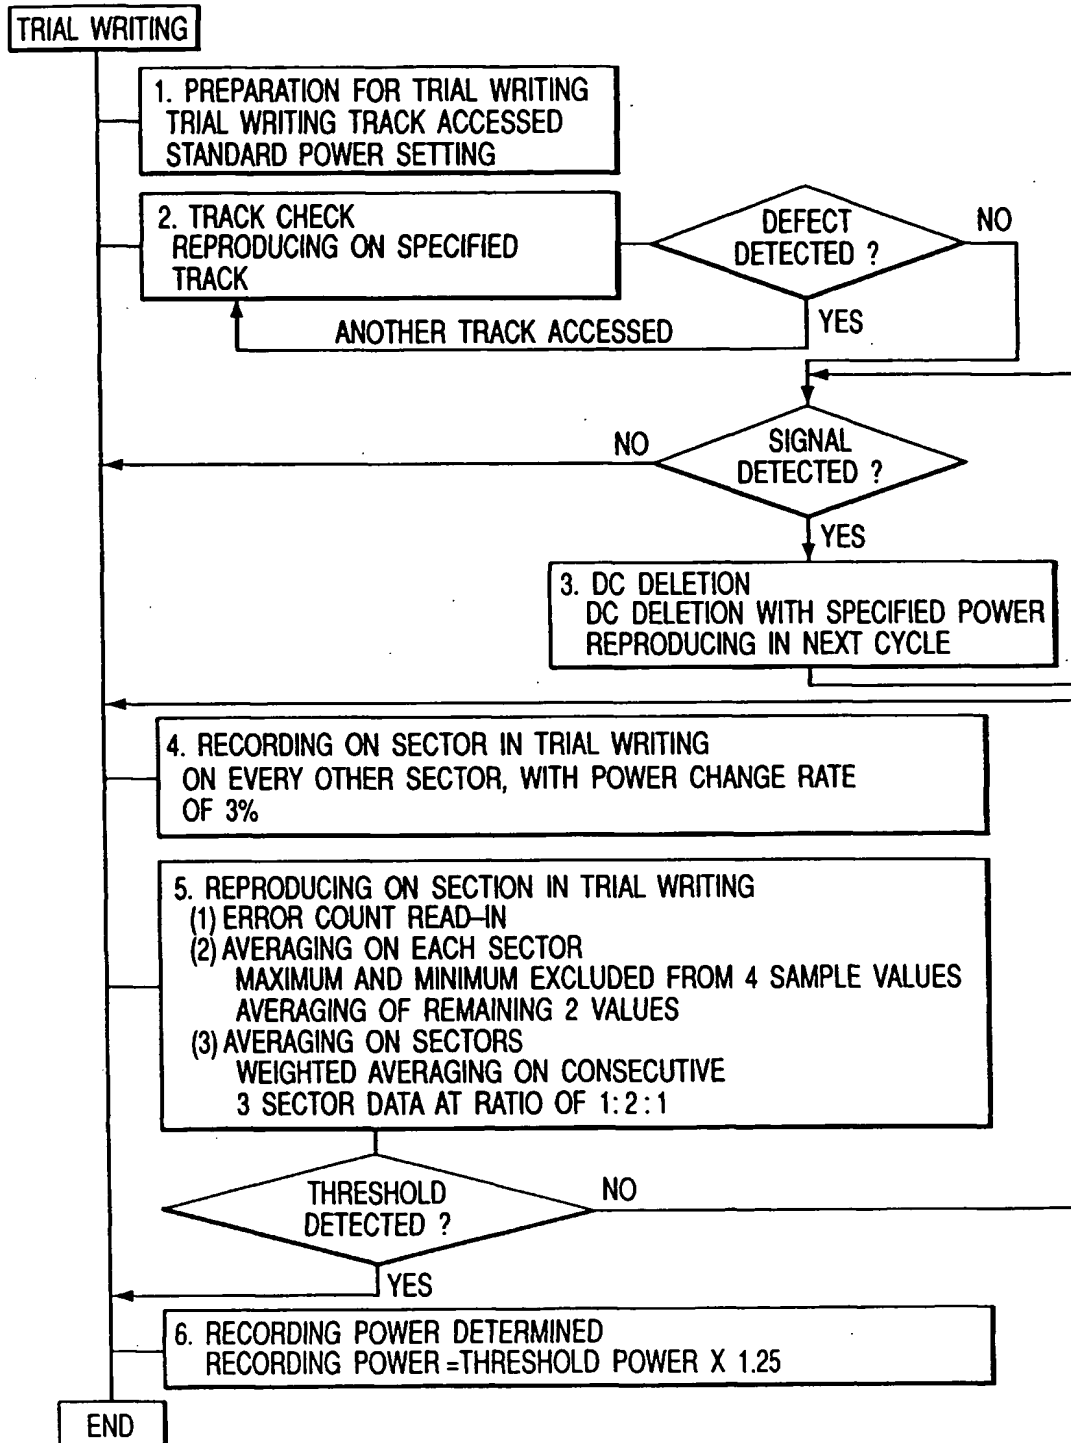 TRIAL WRITING
1. PREPARATION FOR TRIAL WRITING
TRIAL WRITING TRACK ACCESSED
STANDARD POWER SETTING
2. TRACK CHECK
REPRODUCING ON SPECIFIED
TRACK
DEFECT
DETECTED ?
NO
YES
ANOTHER TRACK ACCESSED
NO
SIGNAL
DETECTED ?
YES
3. DC DELETION
DC DELETION WITH SPECIFIED POWER
REPRODUCING IN NEXT CYCLE
4. RECORDING ON SECTOR IN TRIAL WRITING
ON EVERY OTHER SECTOR, WITH POWER CHANGE RATE
OF 3%
5. REPRODUCING ON SECTION IN TRIAL WRITING
(1) ERROR COUNT READ-IN
(2) AVERAGING ON EACH SECTOR
MAXIMUM AND MINIMUM EXCLUDED FROM 4 SAMPLE VALUES
AVERAGING OF REMAINING 2 VALUES
(3) AVERAGING ON SECTORS
WEIGHTED AVERAGING ON CONSECUTIVE
3 SECTOR DATA AT RATIO OF 1:2:1
THRESHOLD
DETECTED ?
NO
YES
6. RECORDING POWER DETERMINED
RECORDING POWER=THRESHOLD POWER X 1.25
END